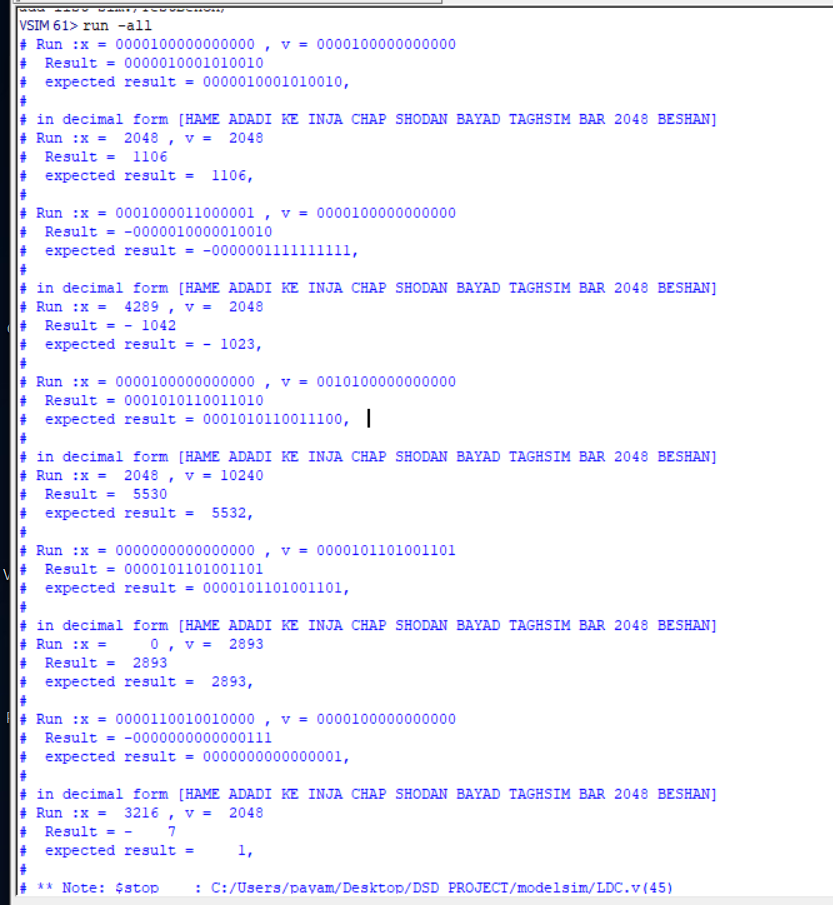 VSIM 61> run -all
# Run :x = 0000100000000000 , v = 0000100000000000
#  Result = 0000010001010010
#  expected result = 0000010001010010,
#
# in decimal form [HAME ADADI KE INJA CHAP SHODAN BAYAD TAGHSIM BAR 2048 BESHAN]
# Run :x =  2048 , v =  2048
#  Result =  1106
#  expected result =  1106,
#
# Run :x = 0001000011000001 , v = 0000100000000000
#  Result = -0000010000010010
#  expected result = -0000001111111111,
#
# in decimal form [HAME ADADI KE INJA CHAP SHODAN BAYAD TAGHSIM BAR 2048 BESHAN]
# Run :x =  4289 , v =  2048
#  Result = - 1042
#  expected result = - 1023,
#
# Run :x = 0000100000000000 , v = 0010100000000000
#  Result = 0001010110011010
#  expected result = 0001010110011100,
#
# in decimal form [HAME ADADI KE INJA CHAP SHODAN BAYAD TAGHSIM BAR 2048 BESHAN]
# Run :x =  2048 , v = 10240
#  Result =  5530
#  expected result =  5532,
#
# Run :x = 0000000000000000 , v = 0000101101001101
#  Result = 0000101101001101
#  expected result = 0000101101001101,
#
# in decimal form [HAME ADADI KE INJA CHAP SHODAN BAYAD TAGHSIM BAR 2048 BESHAN]
# Run :x =     0 , v =  2893
#  Result =  2893
#  expected result =  2893,
#
# Run :x = 0000110010010000 , v = 0000100000000000
#  Result = -0000000000000111
#  expected result = 0000000000000001,
#
# in decimal form [HAME ADADI KE INJA CHAP SHODAN BAYAD TAGHSIM BAR 2048 BESHAN]
# Run :x =  3216 , v =  2048
#  Result = -    7
#  expected result =     1,
#
# ** Note: $stop    : C:/Users/payam/Desktop/DSD PROJECT/modelsim/LDC.v(45)